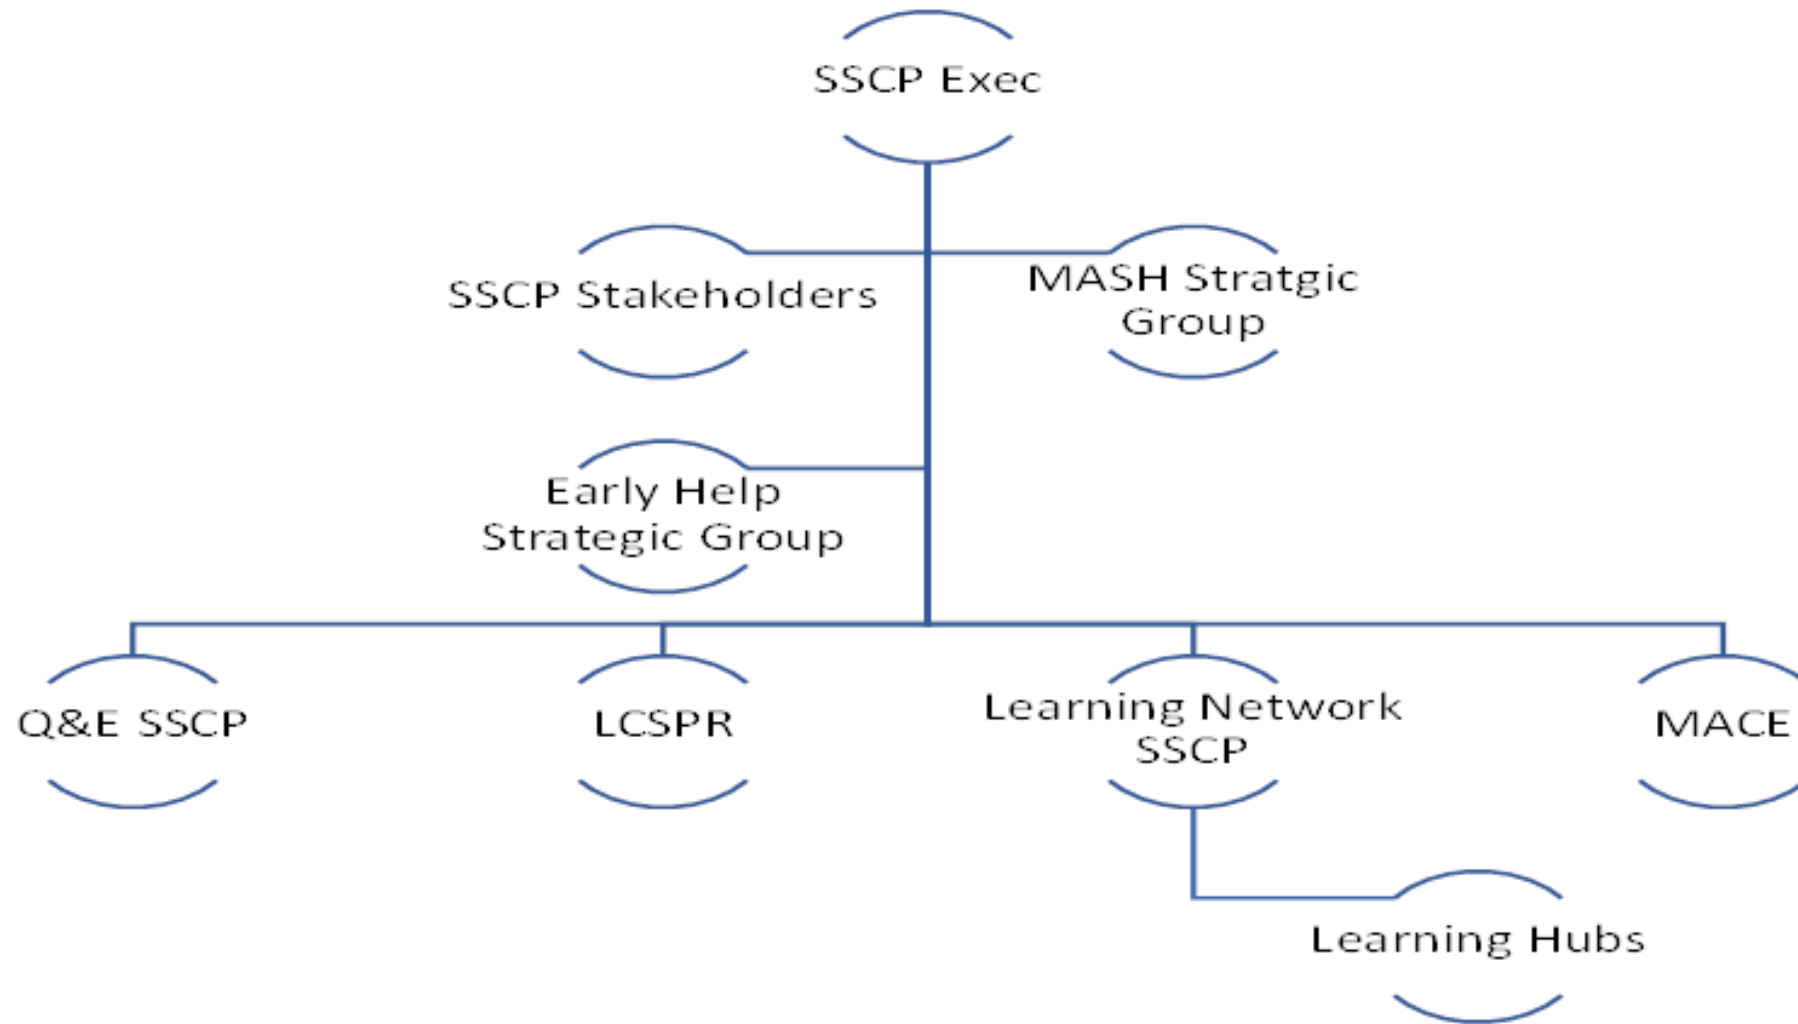 SSCP Exec
SSCP Stakeholders
MASH Stratgic
Group
Early Help
Strategic Group
Q&E SSCP
LCSPR
Learning Network
SSCP
MACE
Learning Hubs